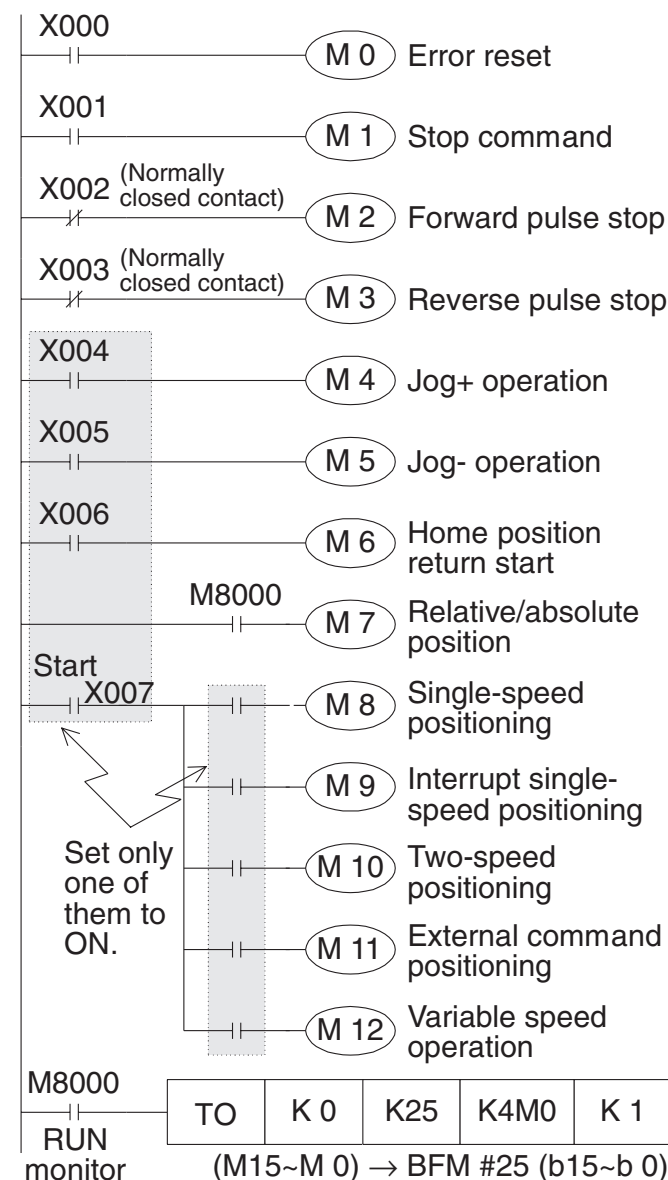 X000
M 0 Error reset
X001
M 1 Stop command
X002 (Normally
closed contact)
M 2 Forward pulse stop
X003 (Normally
closed contact)
M 3 Reverse pulse stop
X004
M 4 Jog+ operation
X005
M 5 Jog- operation
X006
M 6 Home position
return start
M8000
M 7 Relative/absolute
position
Start
X007
M 8 Single-speed
positioning
M 9 Interrupt single-
speed positioning
Set only
one of
them to
ON.
M 10 Two-speed
positioning
M 11 External command
positioning
M 12 Variable speed
operation
M8000
TO K 0 K25 K4M0 K 1
RUN
monitor
(M15~M 0) → BFM #25 (b15~b 0)